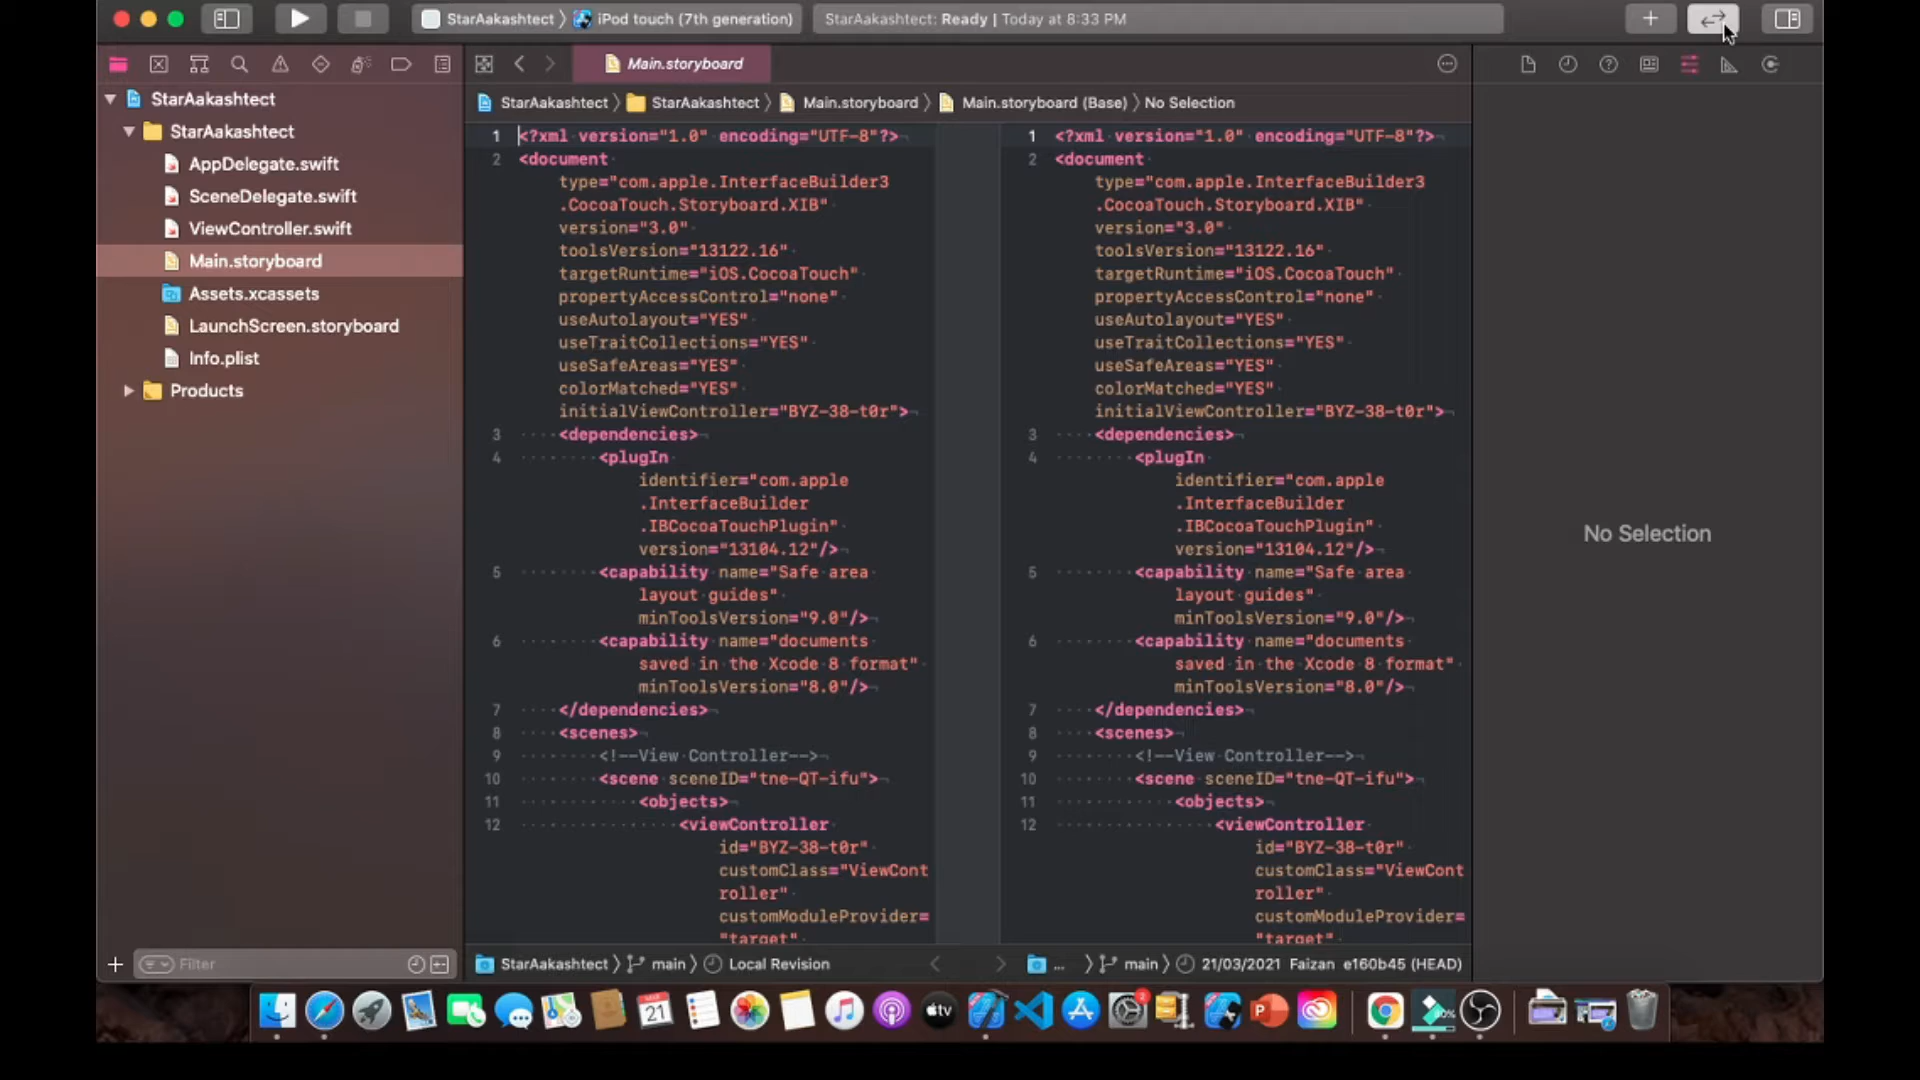 StarAakashtect 〉 iPod touch (7th generation)
StarAakashtect: Ready | Today at 8:33 PM
StarAakashtect
StarAakashtect
AppDelegate.swift
SceneDelegate.swift
ViewController.swift
Main.storyboard
Assets.xcassets
LaunchScreen.storyboard
Info.plist
Products
Filter
Main.storyboard
StarAakashtect 〉 StarAakashtect 〉 Main.storyboard 〉 Main.storyboard (Base) 〉 No Selection
1 <?xml version="1.0" encoding="UTF-8"?>
2 <document
type="com.apple.InterfaceBuilder3
.CocoaTouch.Storyboard.XIB"
version="3.0"
toolsVersion="13122.16"
targetRuntime="iOS.CocoaTouch"
propertyAccessControl="none"
useAutolayout="YES"
useTraitCollections="YES"
useSafeAreas="YES"
colorMatched="YES"
initialViewController="BYZ-38-t0r">
3 <dependencies>
4 <plugIn
identifier="com.apple
.InterfaceBuilder
.IBCocoaTouchPlugin"
version="13104.12"/>
5 <capability name="Safe area
layout guides"
minToolsVersion="9.0"/>
6 <capability name="documents
saved in the Xcode 8 format"
minToolsVersion="8.0"/>
7 </dependencies>
8 <scenes>
9 <!--View Controller-->
10 <scene sceneID="tne-QT-ifu">
11 <objects>
12 <viewController
id="BYZ-38-t0r"
customClass="ViewCont
roller"
customModuleProvider=
"target"
1 <?xml version="1.0" encoding="UTF-8"?>
2 <document
type="com.apple.InterfaceBuilder3
.CocoaTouch.Storyboard.XIB"
version="3.0"
toolsVersion="13122.16"
targetRuntime="iOS.CocoaTouch"
propertyAccessControl="none"
useAutolayout="YES"
useTraitCollections="YES"
useSafeAreas="YES"
colorMatched="YES"
initialViewController="BYZ-38-t0r">
3 <dependencies>
4 <plugIn
identifier="com.apple
.InterfaceBuilder
.IBCocoaTouchPlugin"
version="13104.12"/>
5 <capability name="Safe area
layout guides"
minToolsVersion="9.0"/>
6 <capability name="documents
saved in the Xcode 8 format"
minToolsVersion="8.0"/>
7 </dependencies>
8 <scenes>
9 <!--View Controller-->
10 <scene sceneID="tne-QT-ifu">
11 <objects>
12 <viewController
id="BYZ-38-t0r"
customClass="ViewCont
roller"
customModuleProvider=
"target"
StarAakashtect 〉 main 〉 Local Revision
... 〉 main 〉 21/03/2021 Faizan e160b45 (HEAD)
No Selection
21
tv
2